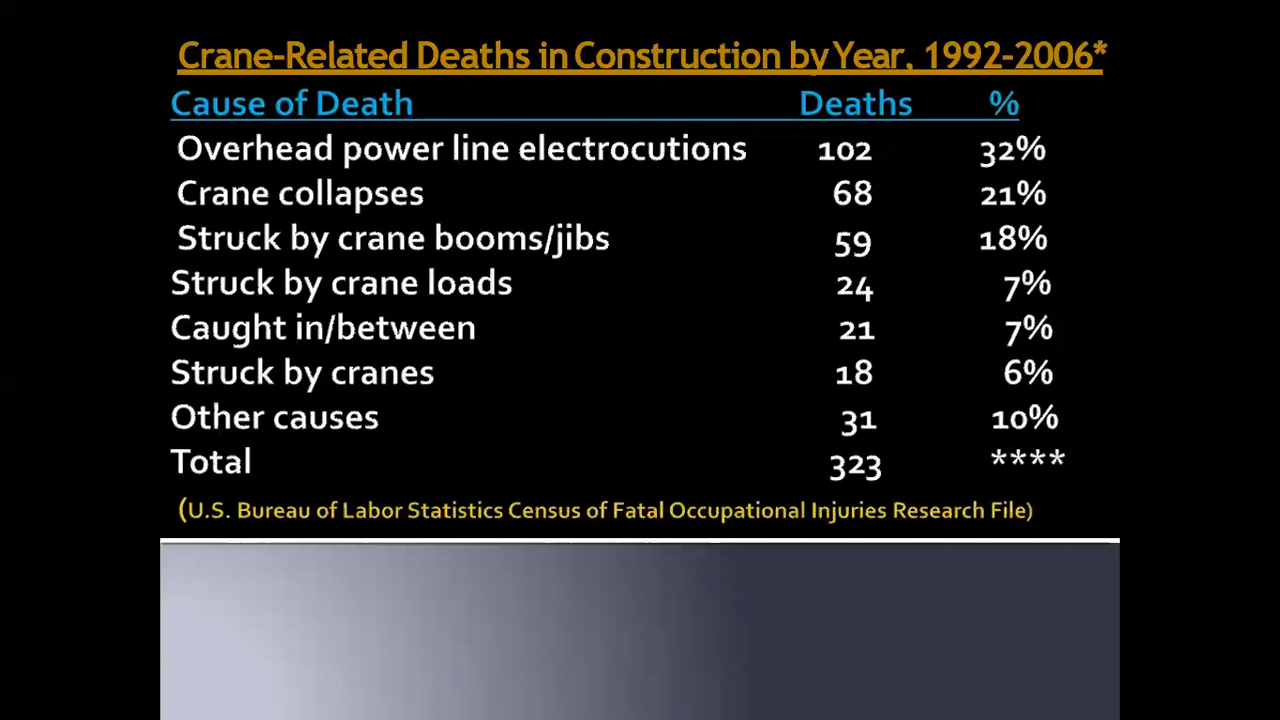 Crane-Related Deaths in Construction by Year, 1992-2006*
Cause of Death Deaths %
Overhead power line electrocutions 102 32%
Crane collapses 68 21%
Struck by crane booms/jibs 59 18%
Struck by crane loads 24 7%
Caught in/between 21 7%
Struck by cranes 18 6%
Other causes 31 10%
Total 323 ****
(U.S. Bureau of Labor Statistics Census of Fatal Occupational Injuries Research File)